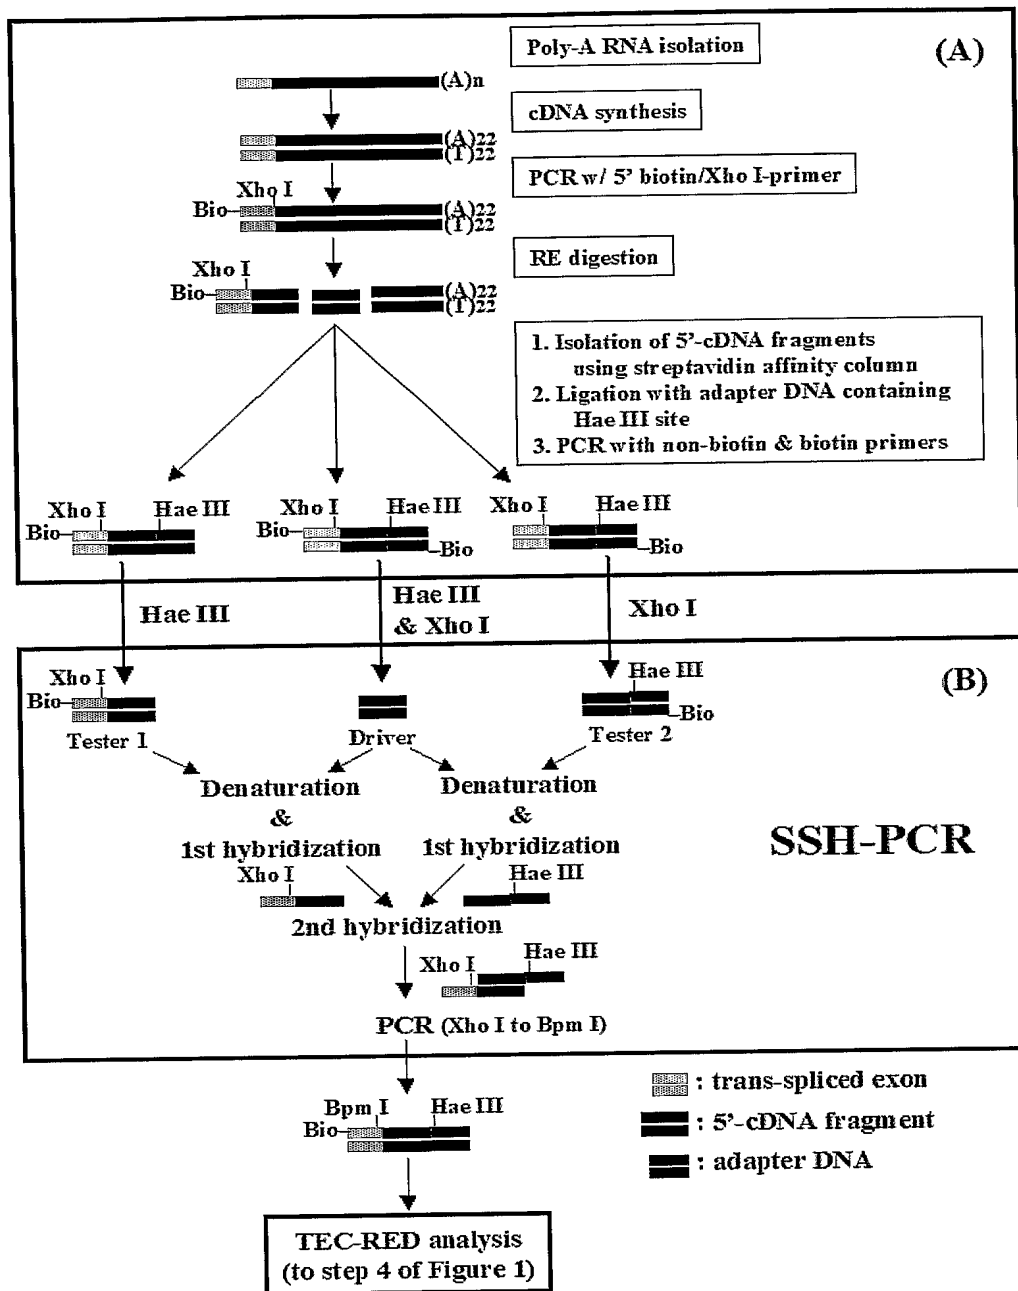 Poly-A RNA isolation
(A)
(A)n
cDNA synthesis
(A)22
(T)22
PCR w/ 5' biotin/Xho I-primer
Xho I
Bio
(A)22
(T)22
RE digestion
Xho I
Bio
(A)22
(T)22
1. Isolation of 5'-cDNA fragments
using streptavidin affinity column
2. Ligation with adapter DNA containing
Hae III site
3. PCR with non-biotin & biotin primers
Xho I Hae III
Bio
Xho I Hae III
Bio
Bio
Xho I Hae III
Bio
Hae III
Hae III
& Xho I
Xho I
(B)
Xho I
Bio
Tester 1
Driver
Hae III
Bio
Tester 2
Denaturation
&
1st hybridization
Denaturation
&
1st hybridization
SSH-PCR
Xho I
Hae III
2nd hybridization
Xho I
Hae III
PCR (Xho I to Bpm I)
: trans-spliced exon
: 5'-cDNA fragment
: adapter DNA
Bpm I Hae III
Bio
TEC-RED analysis
(to step 4 of Figure 1)